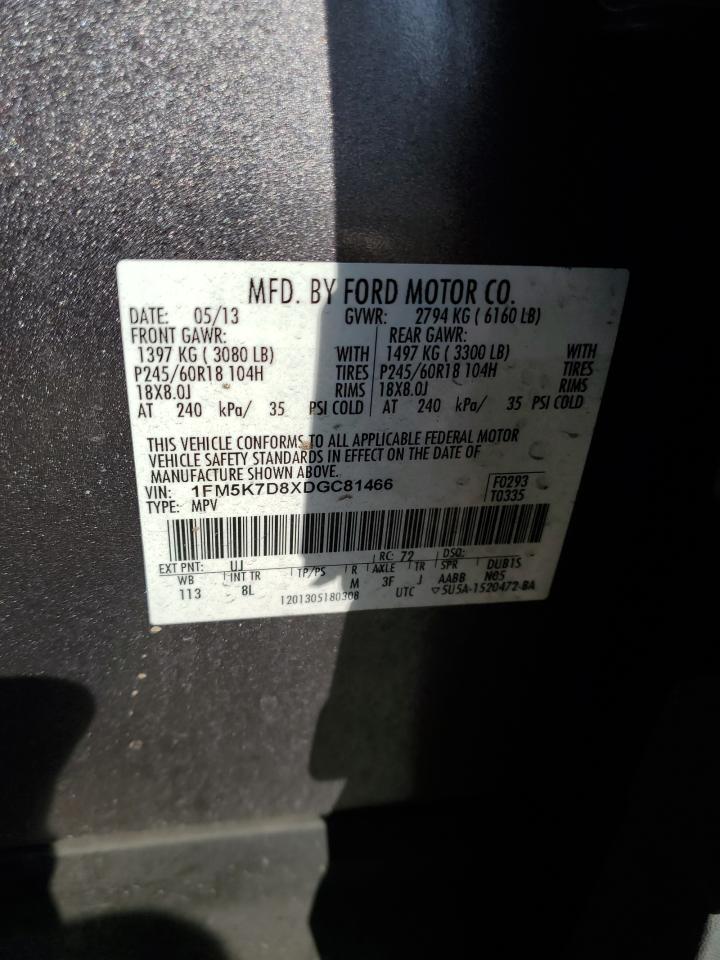 MFD. BY FORD MOTOR CO.
DATE: 05/13 GVWR: 2794 KG ( 6160 LB)
FRONT GAWR: REAR GAWR:
1397 KG ( 3080 LB) WITH 1497 KG ( 3300 LB) WITH
P245/60R18 104H TIRES P245/60R18 104H TIRES
18X8.0J RIMS 18X8.0J RIMS
AT 240 kPa/ 35 PSI COLD AT 240 kPa/ 35 PSI COLD
THIS VEHICLE CONFORMS TO ALL APPLICABLE FEDERAL MOTOR
VEHICLE SAFETY STANDARDS IN EFFECT ON THE DATE OF
MANUFACTURE SHOWN ABOVE.
VIN: 1FM5K7D8XDGC81466 F0293
TYPE: MPV T0335
EXT PNT: UJ RC: 72 DSO:
WB INT TR TP/PS R AXLE TR SPR DUB1S
113 8L M 3F J AABB N05
1201305180308 UTC ▽5U5A-1520472-BA